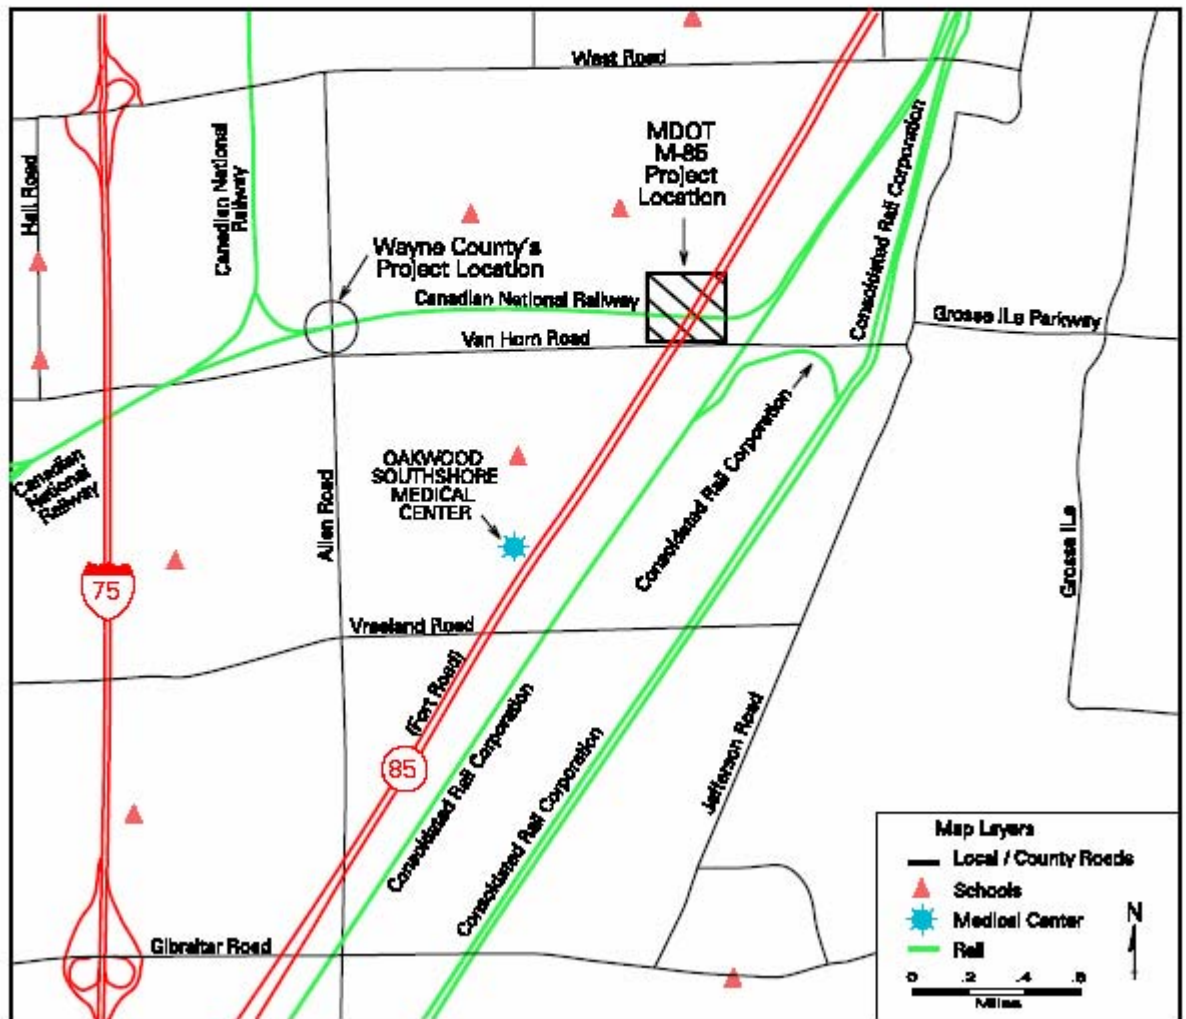 West Road
MDOT
M-85
Project
Location
Hall Road
Canadian National
Railway
Consolidated Rail Corporation
Wayne County's
Project Location
Canadian National Railway
Van Horn Road
Grosse ILe Parkway
Canadian
National
Railway
Allen Road
OAKWOOD
SOUTHSHORE
MEDICAL
CENTER
Consolidated Rail Corporation
Grosse ILe
75
Vreeland Road
(Fort Road)
85
Consolidated Rail Corporation
Consolidated Rail Corporation
Jefferson Road
Gibraltar Road
Map Layers
Local / County Roads
Schools
Medical Center
Rail
N
0 .2 .4 .6
Miles